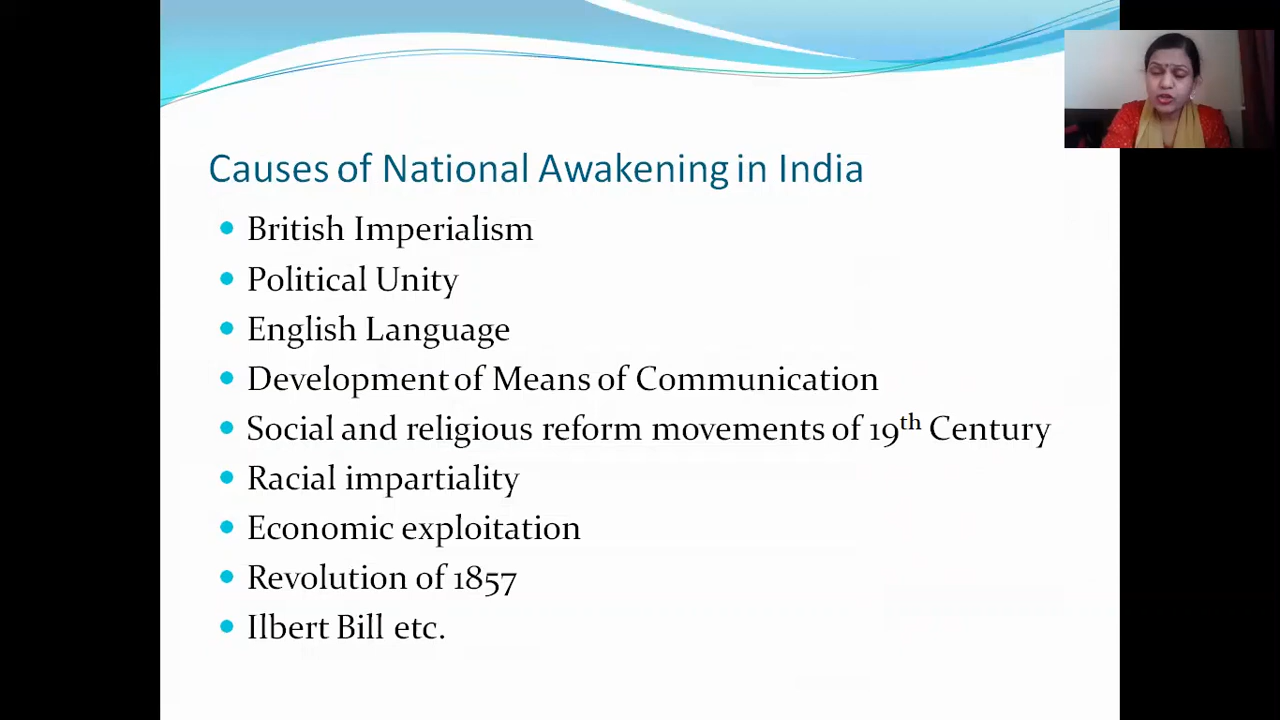 Causes of National Awakening in India
British Imperialism
Political Unity
English Language
Development of Means of Communication
Social and religious reform movements of 19th Century
Racial impartiality
Economic exploitation
Revolution of 1857
Ilbert Bill etc.